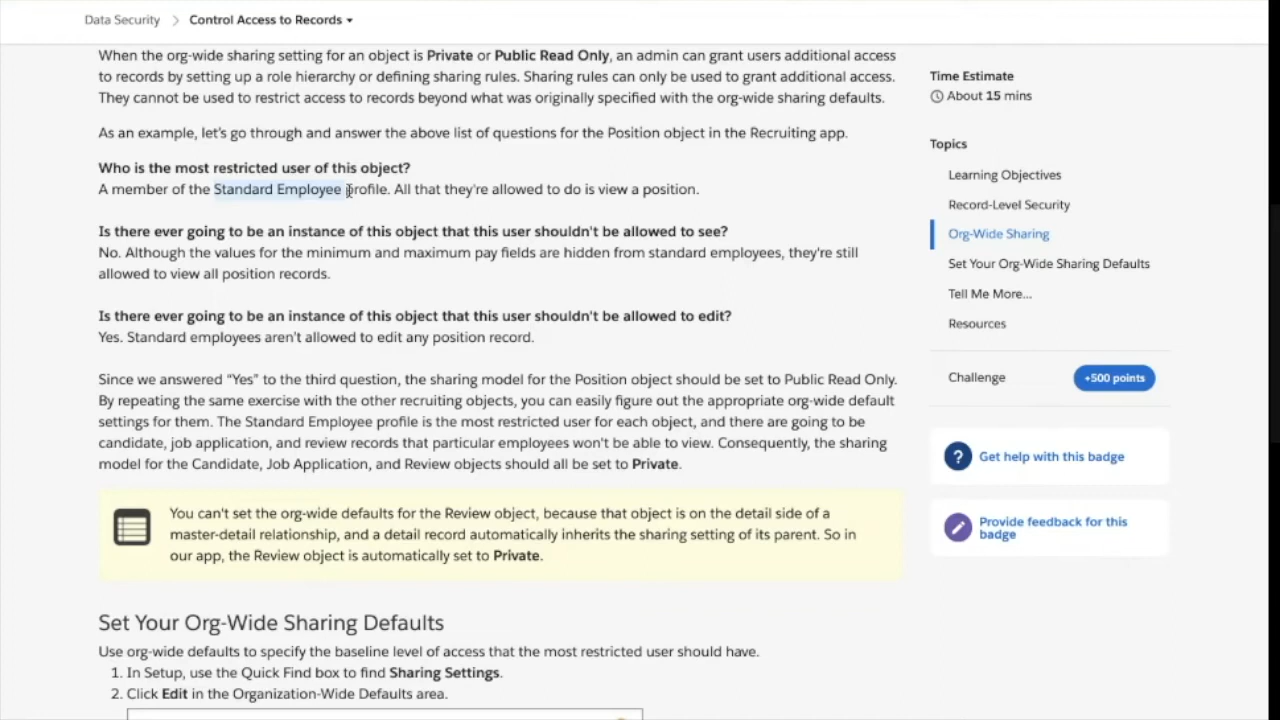 Data Security > Control Access to Records
When the org-wide sharing setting for an object is Private or Public Read Only, an admin can grant users additional access
to records by setting up a role hierarchy or defining sharing rules. Sharing rules can only be used to grant additional access.
They cannot be used to restrict access to records beyond what was originally specified with the org-wide sharing defaults.
As an example, let's go through and answer the above list of questions for the Position object in the Recruiting app.
Who is the most restricted user of this object?
A member of the Standard Employee profile. All that they're allowed to do is view a position.
Is there ever going to be an instance of this object that this user shouldn't be allowed to see?
No. Although the values for the minimum and maximum pay fields are hidden from standard employees, they're still
allowed to view all position records.
Is there ever going to be an instance of this object that this user shouldn't be allowed to edit?
Yes. Standard employees aren't allowed to edit any position record.
Since we answered “Yes” to the third question, the sharing model for the Position object should be set to Public Read Only.
By repeating the same exercise with the other recruiting objects, you can easily figure out the appropriate org-wide default
settings for them. The Standard Employee profile is the most restricted user for each object, and there are going to be
candidate, job application, and review records that particular employees won't be able to view. Consequently, the sharing
model for the Candidate, Job Application, and Review objects should all be set to Private.
You can't set the org-wide defaults for the Review object, because that object is on the detail side of a
master-detail relationship, and a detail record automatically inherits the sharing setting of its parent. So in
our app, the Review object is automatically set to Private.
Set Your Org-Wide Sharing Defaults
Use org-wide defaults to specify the baseline level of access that the most restricted user should have.
1. In Setup, use the Quick Find box to find Sharing Settings.
2. Click Edit in the Organization-Wide Defaults area.
Time Estimate
About 15 mins
Topics
Learning Objectives
Record-Level Security
Org-Wide Sharing
Set Your Org-Wide Sharing Defaults
Tell Me More...
Resources
Challenge +500 points
? Get help with this badge
Provide feedback for this
badge